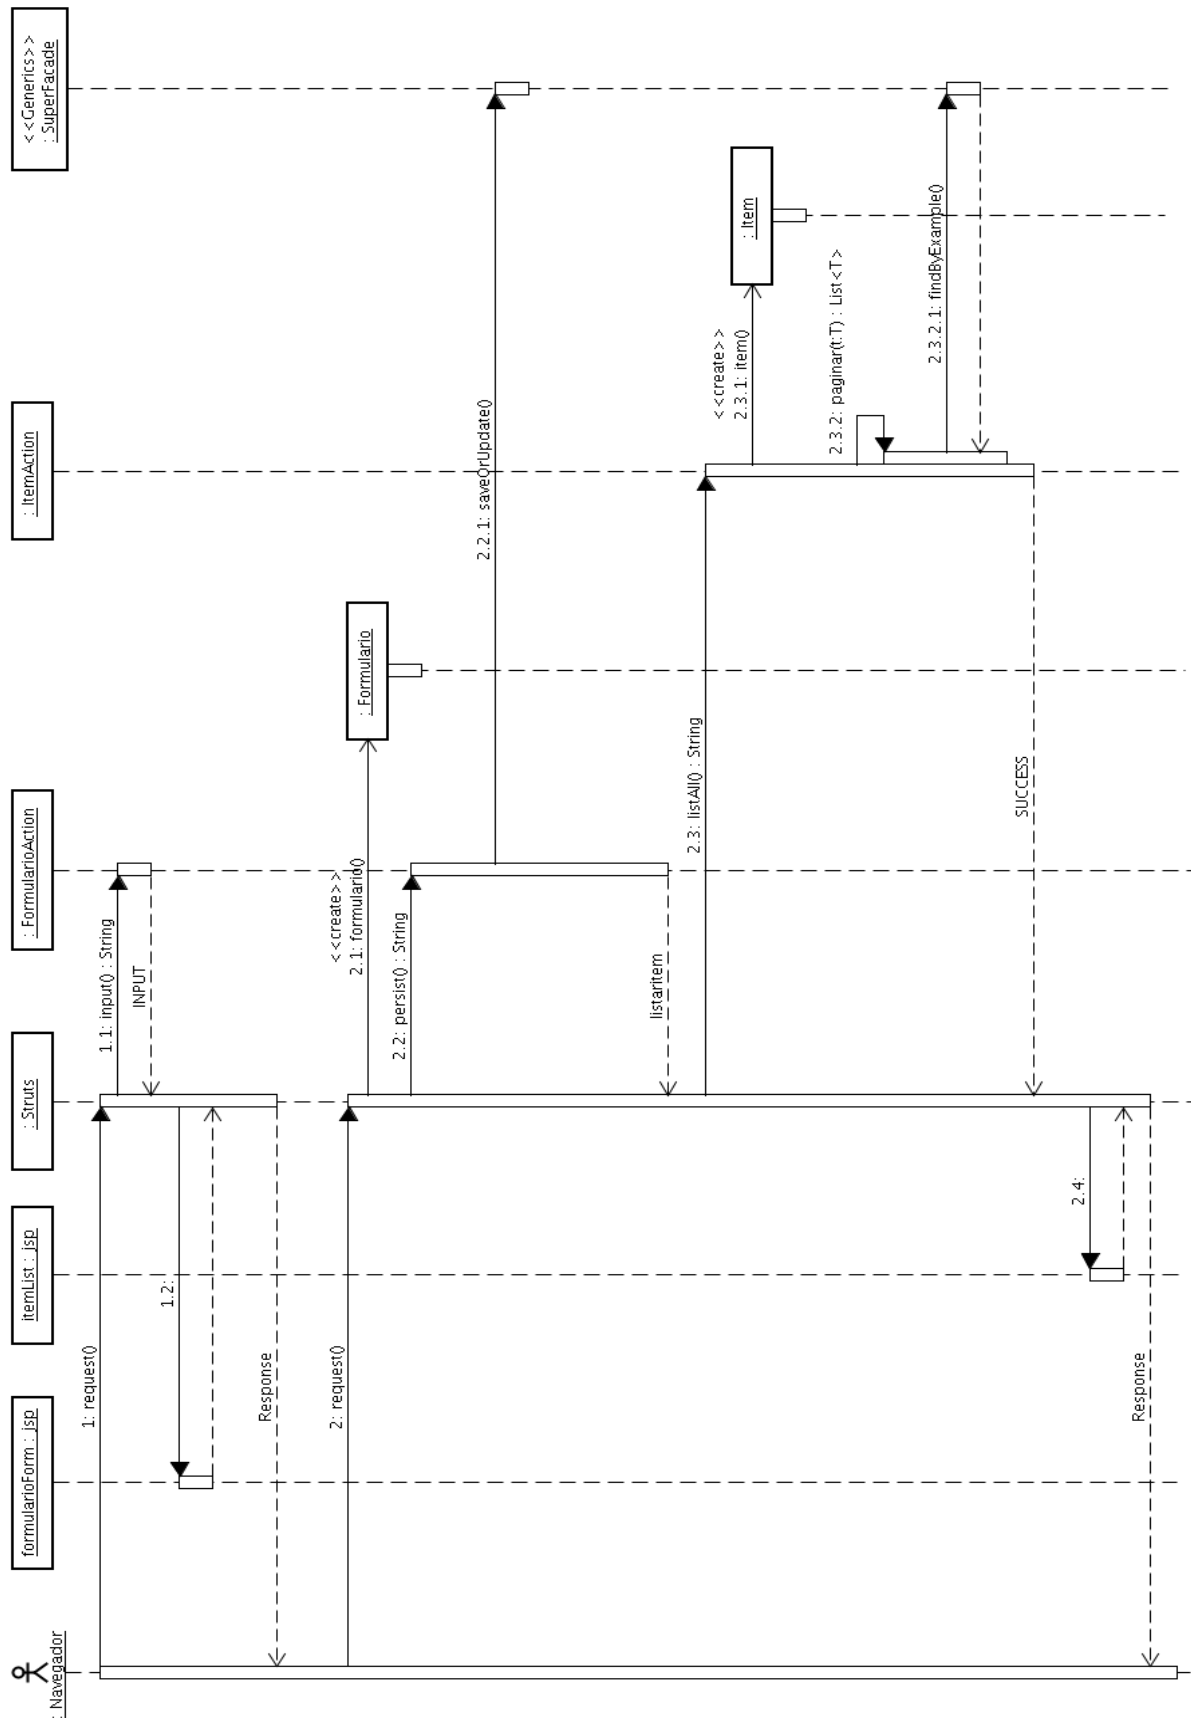 : Navegador
formularioForm : jsp
itemList : jsp
: Struts
: FormularioAction
: Formulario
: ItemAction
: Item
<<Generics>>
: SuperFacade
1: request()
1.1: input() : String
INPUT
1.2:
Response
2: request()
<<create>>
2.1: formulario()
2.2: persist() : String
2.2.1: saveOrUpdate()
listaritem
2.3: listAll() : String
<<create>>
2.3.1: item()
2.3.2: paginar(t:T) : List<T>
2.3.2.1: findByExample()
SUCCESS
2.4:
Response